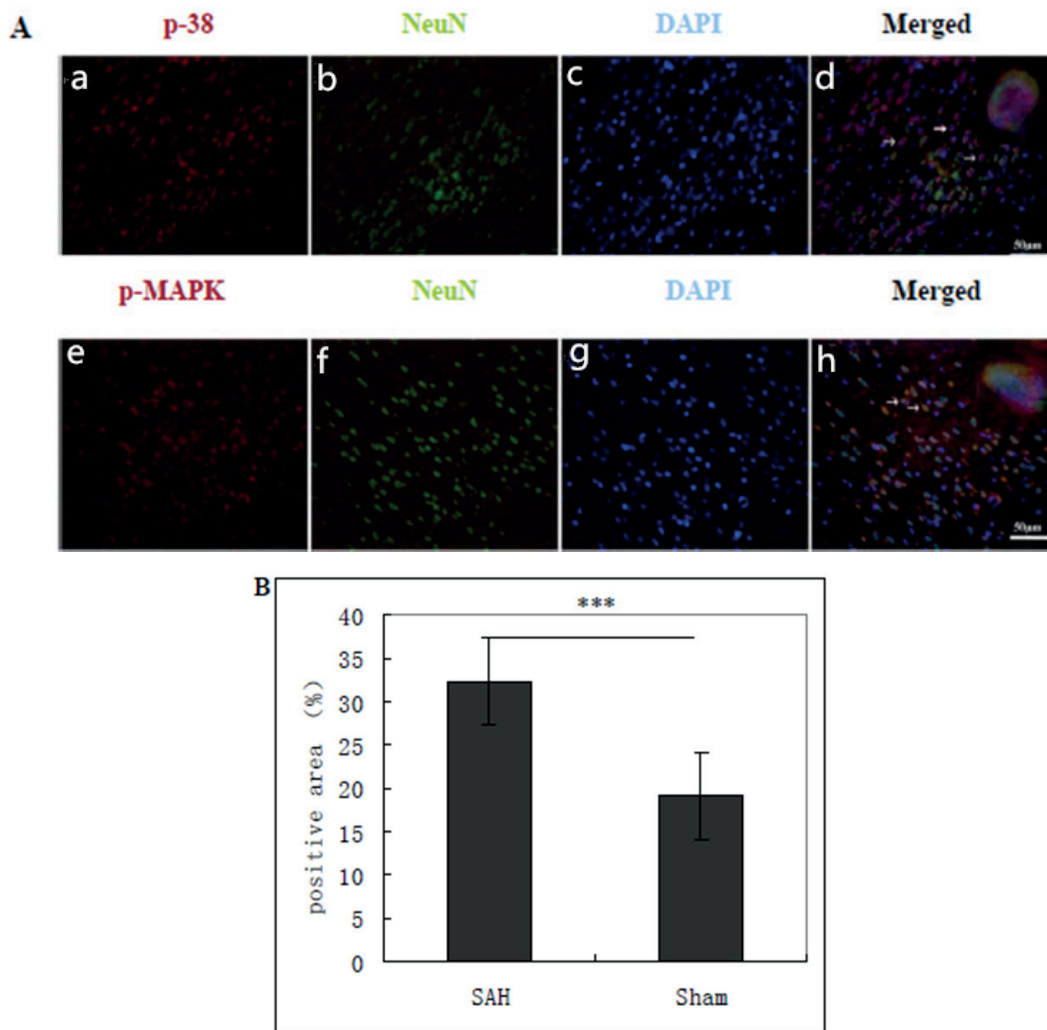 A
p-38 NeuN DAPI Merged
a b c d
50μm
p-MAPK NeuN DAPI Merged
e f g h
50μm
B
***
40
35
30
25
20
15
10
5
0
positive area (%)
SAH Sham